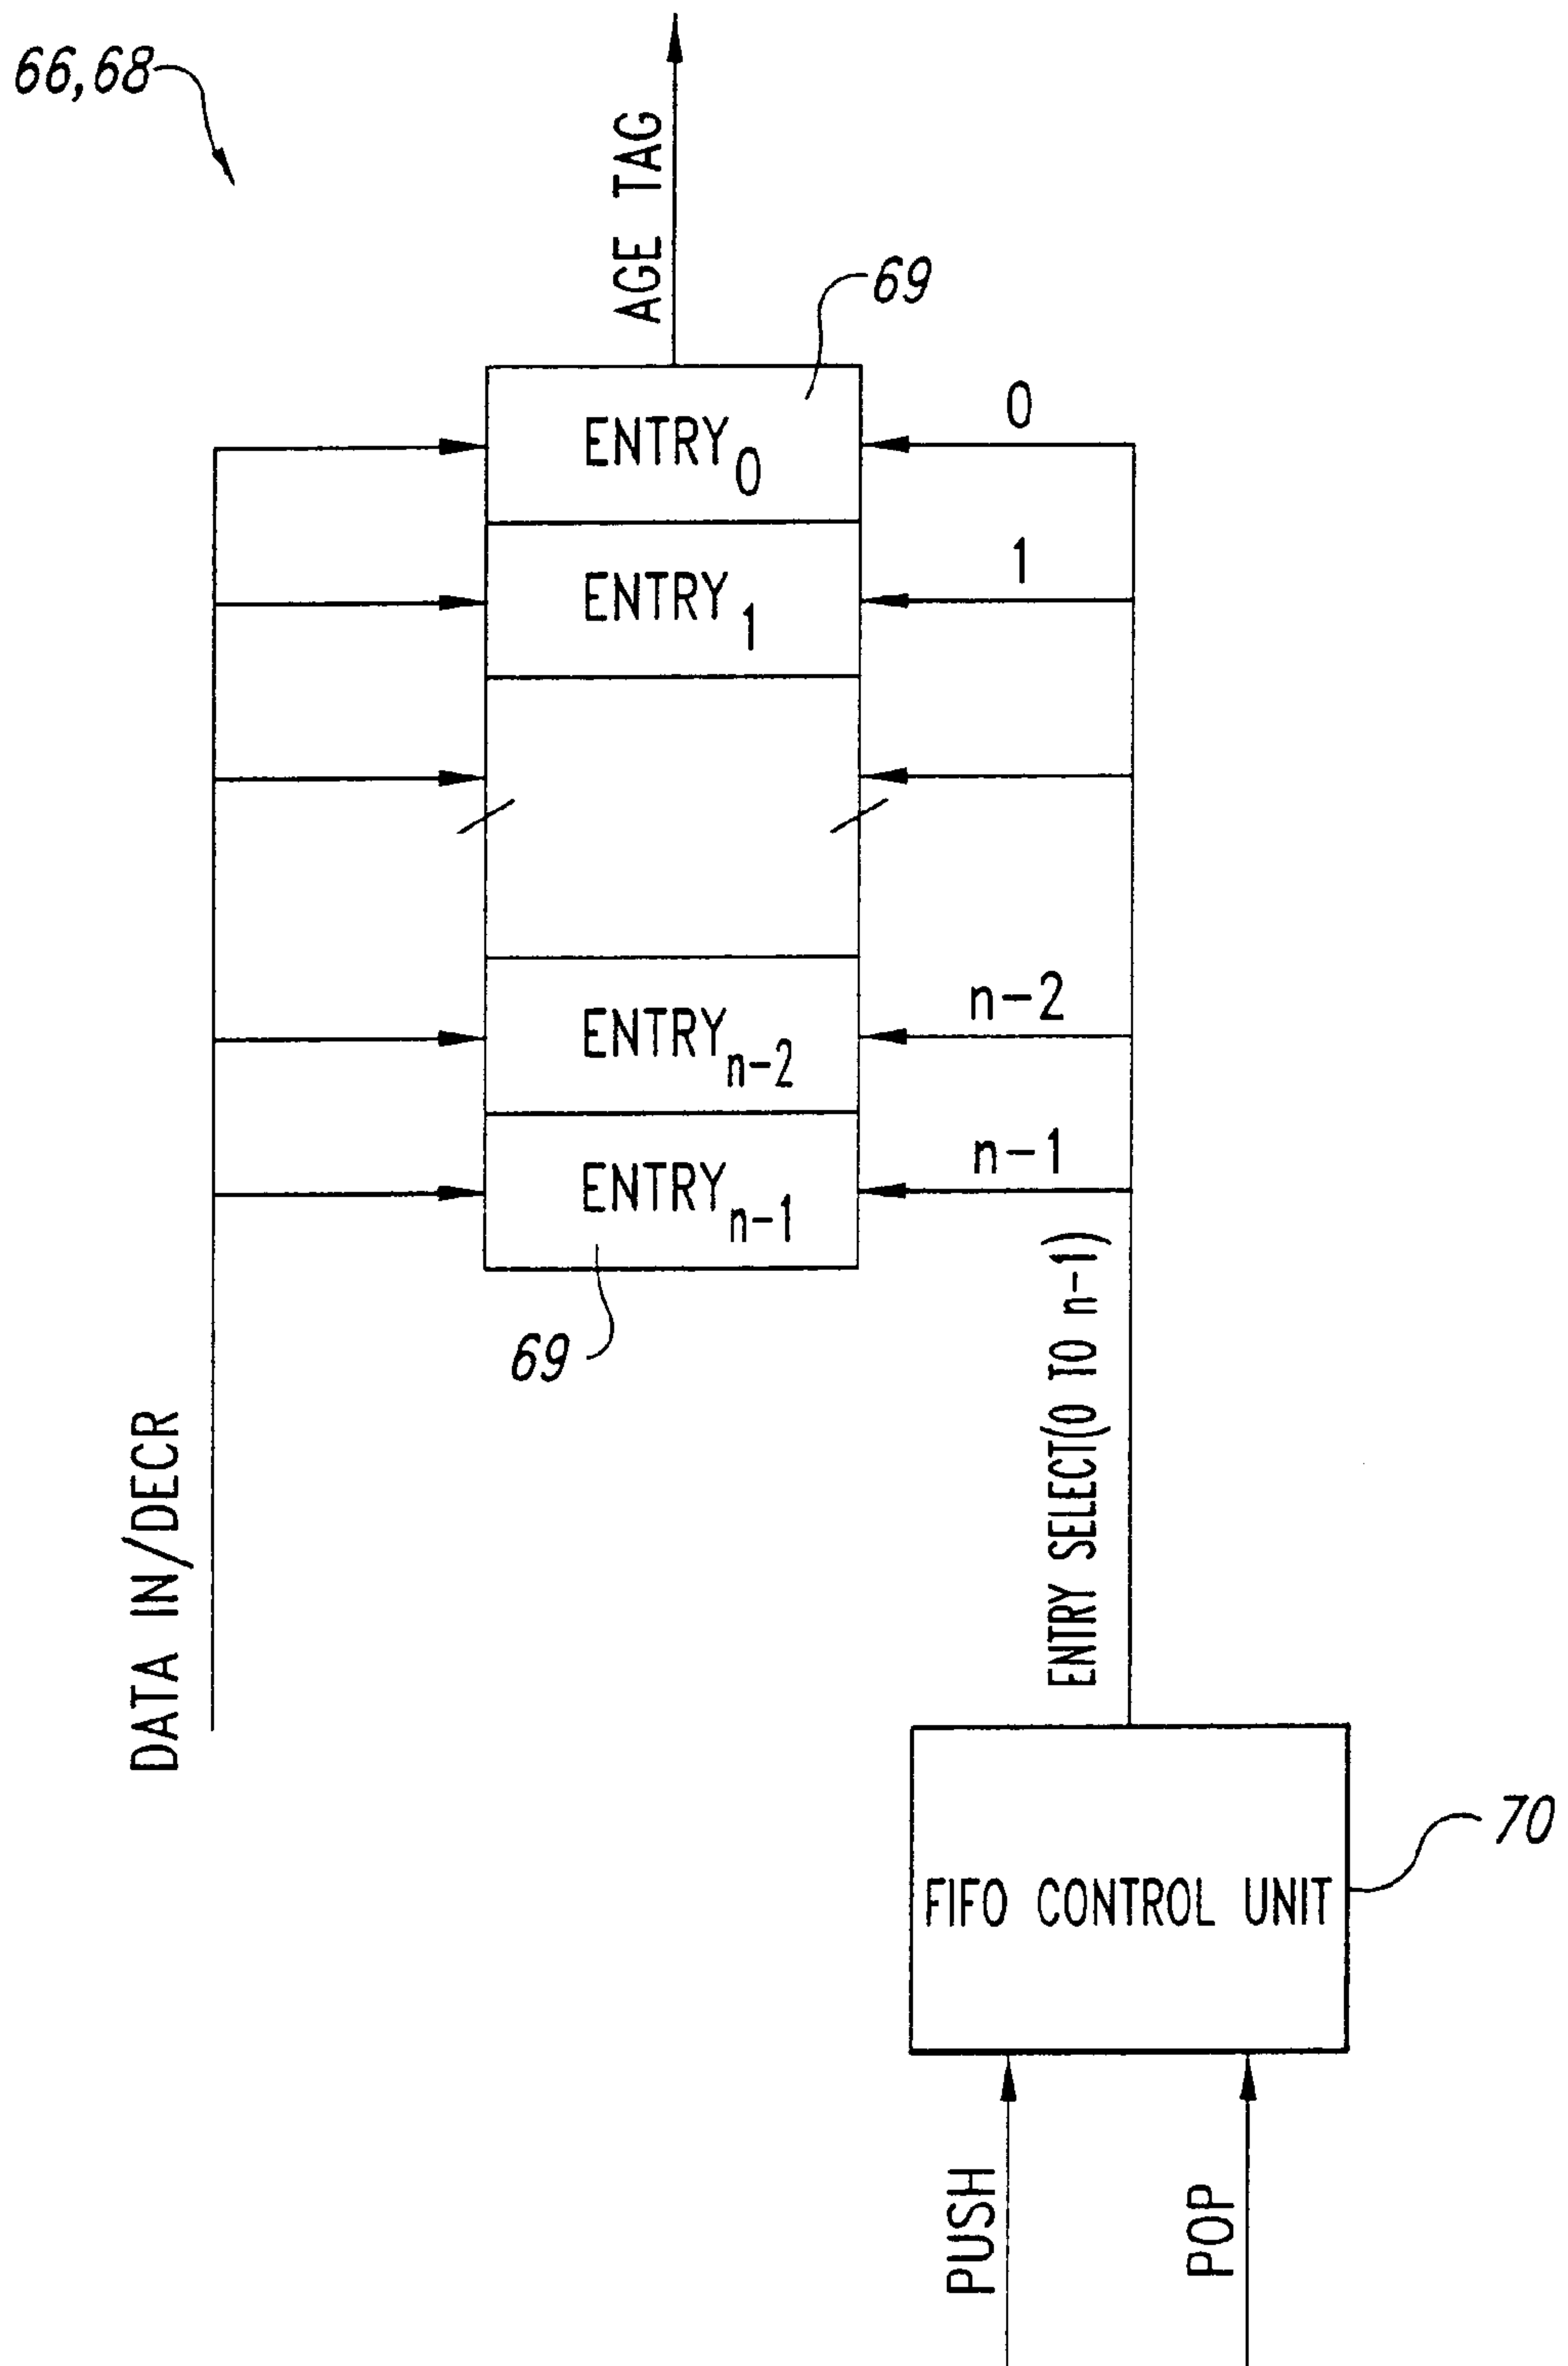 66,68
AGE TAG
69
ENTRY0
0
ENTRY1
1
ENTRYn-2
n-2
ENTRYn-1
n-1
69
DATA IN/DECR
ENTRY SELECT(0 TO n-1)
FIFO CONTROL UNIT
70
PUSH
POP